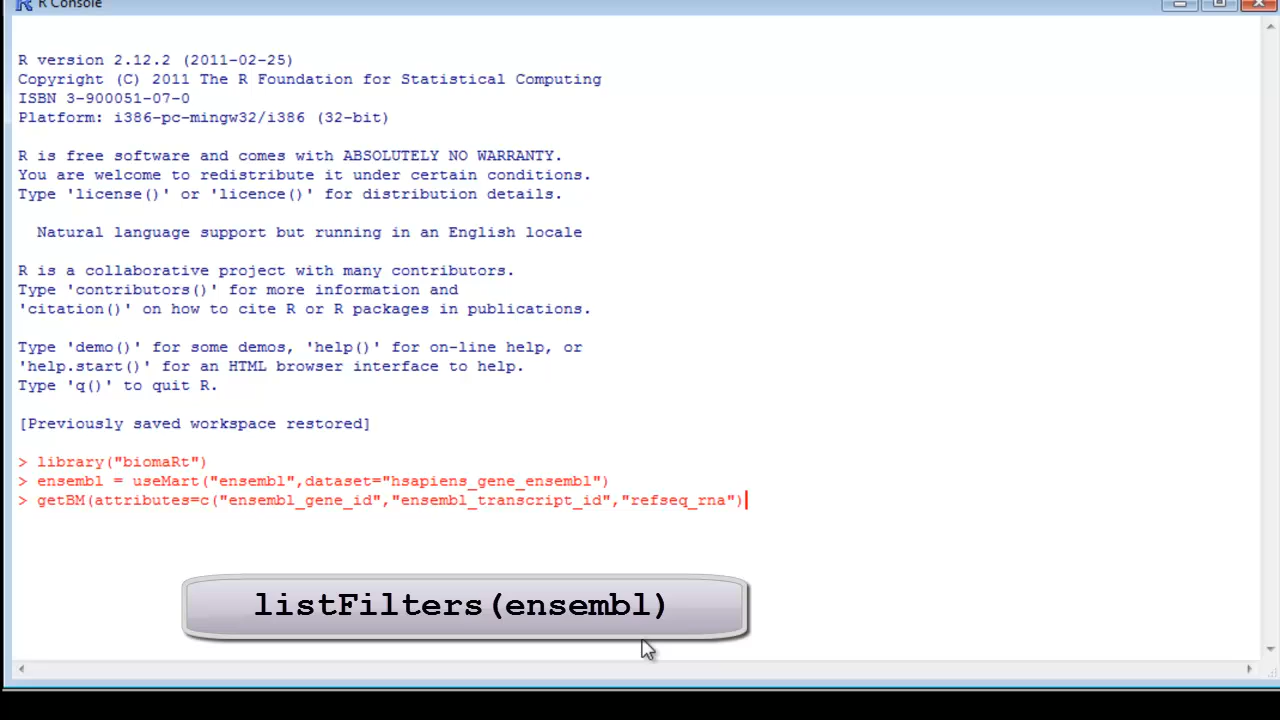 R Console
R version 2.12.2 (2011-02-25)
Copyright (C) 2011 The R Foundation for Statistical Computing
ISBN 3-900051-07-0
Platform: i386-pc-mingw32/i386 (32-bit)
R is free software and comes with ABSOLUTELY NO WARRANTY.
You are welcome to redistribute it under certain conditions.
Type 'license()' or 'licence()' for distribution details.
Natural language support but running in an English locale
R is a collaborative project with many contributors.
Type 'contributors()' for more information and
'citation()' on how to cite R or R packages in publications.
Type 'demo()' for some demos, 'help()' for on-line help, or
'help.start()' for an HTML browser interface to help.
Type 'q()' to quit R.
[Previously saved workspace restored]
> library("biomaRt")
> ensembl = useMart("ensembl",dataset="hsapiens_gene_ensembl")
> getBM(attributes=c("ensembl_gene_id","ensembl_transcript_id","refseq_rna")
listFilters(ensembl)